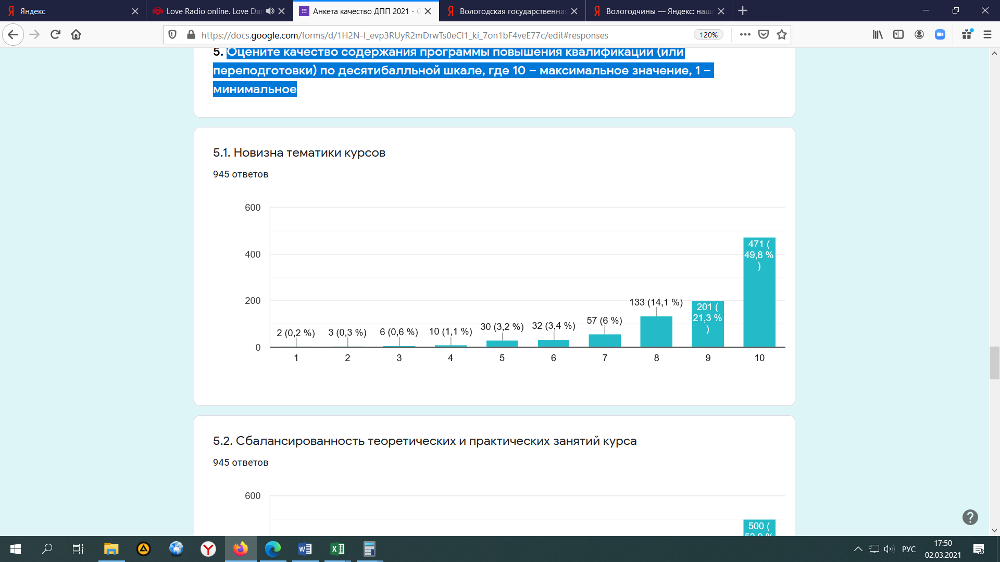 Яндекс
Love Radio online. Love Da
Анкета качество ДПП 2021 -
Вологодская государственная
Вологодчины — Яндекс: наш
https://docs.google.com/forms/d/1H2N-f_evp3RUyR2mDrwTs0eCl1_ki_7on1bF4veE77c/edit#responses
120%
5. Оцените качество содержания программы повышения квалификации (или
переподготовки) по десятибалльной шкале, где 10 – максимальное значение, 1 –
минимальное
5.1. Новизна тематики курсов
945 ответов
600
400
200
0
2 (0,2 %)
3 (0,3 %)
6 (0,6 %)
10 (1,1 %)
30 (3,2 %)
32 (3,4 %)
57 (6 %)
133 (14,1 %)
201 (
21,3 %
)
471 (
49,8 %
)
1 2 3 4 5 6 7 8 9 10
5.2. Сбалансированность теоретических и практических занятий курса
945 ответов
600
500 (
РУС
17:50
02.03.2021